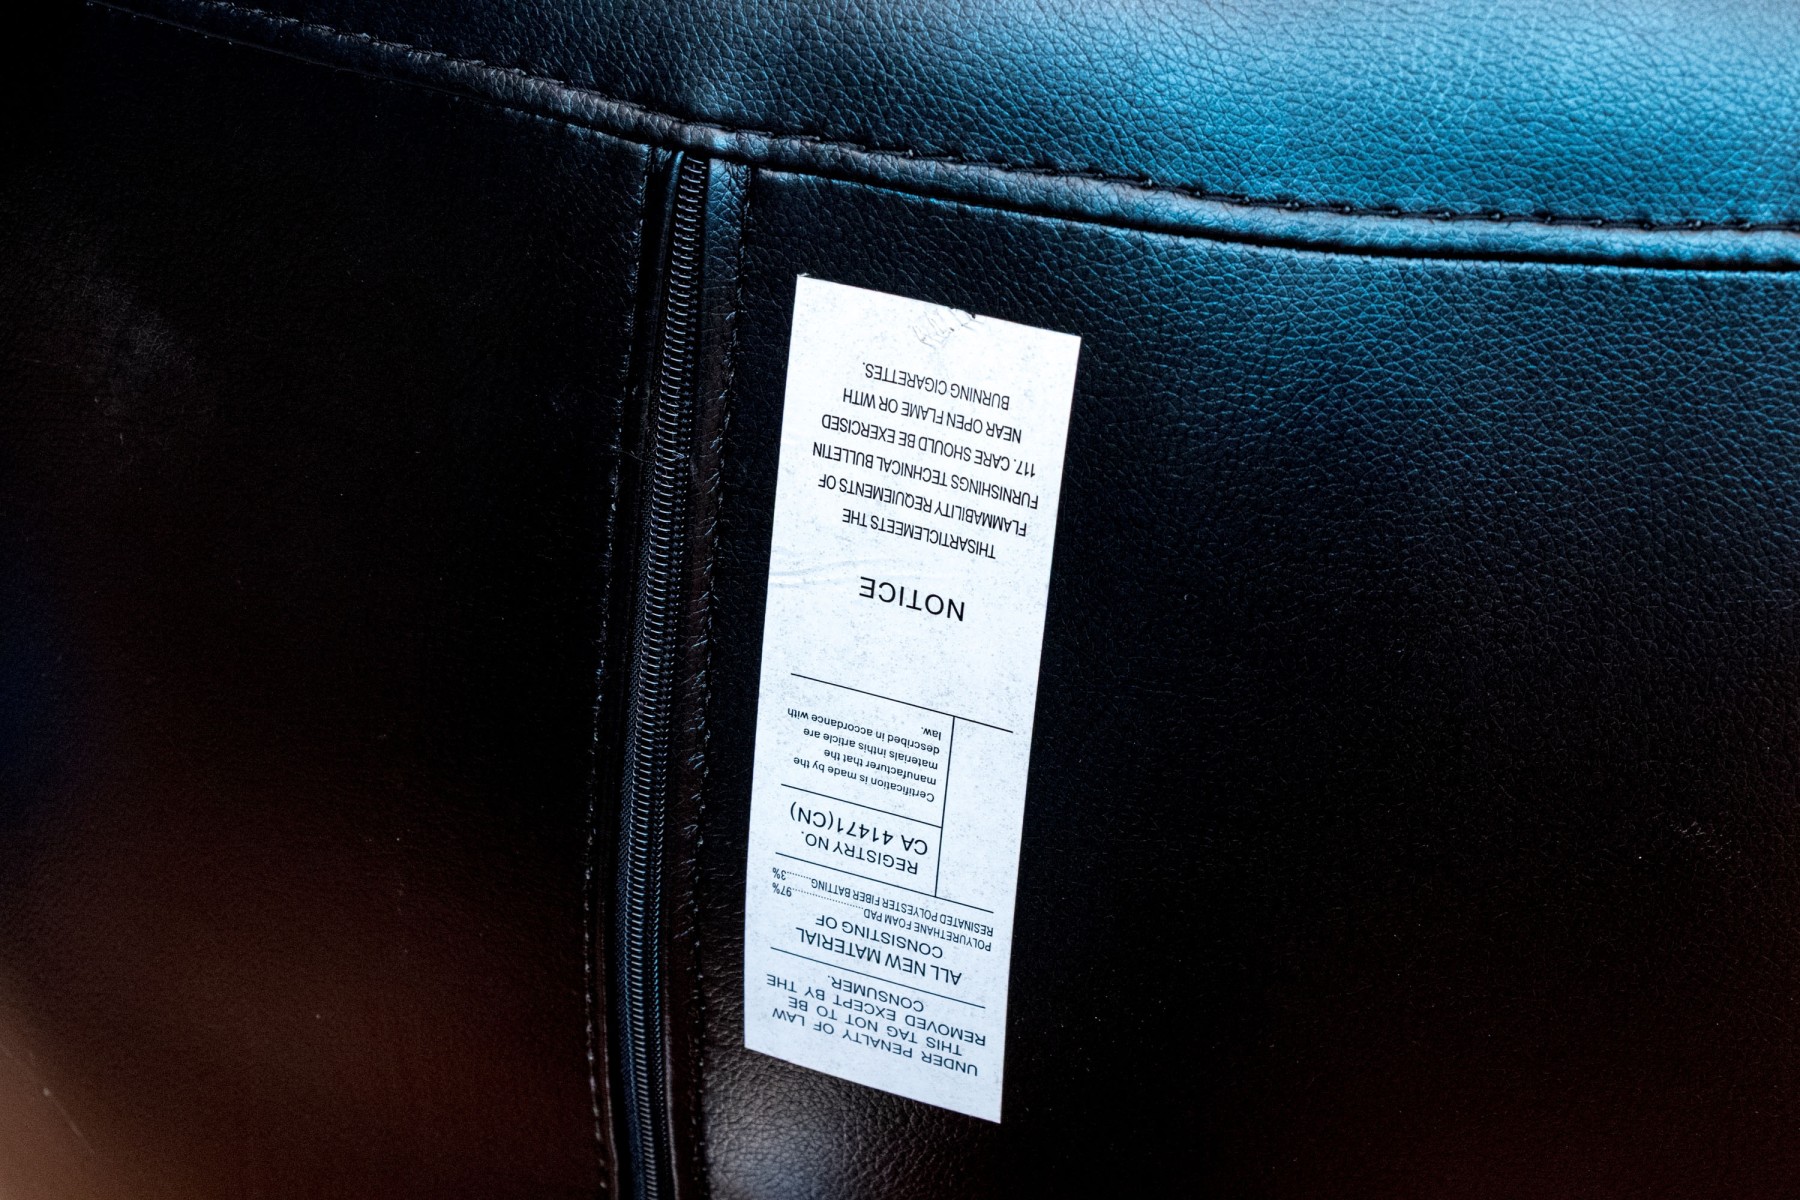 UNDER PENALTY OF LAW
THIS TAG NOT TO BE
REMOVED EXCEPT BY THE
CONSUMER.
ALL NEW MATERIAL
CONSISTING OF
POLYURETHANE FOAM PAD....................97%
RESINATED POLYESTER FIBER BATTING........3%
REGISTRY NO.
CA 41471(CN)
Certification is made by the
manufacturer that the
materials inthis article are
described in accordance with
law.
NOTICE
THISARTICLEMEETS THE
FLAMMABILITY REQUIEMENTS OF
FURNISHINGS TECHNICAL BULLETIN
117. CARE SHOULD BE EXERCISED
NEAR OPEN FLAME OR WITH
BURNING CIGARETTES.